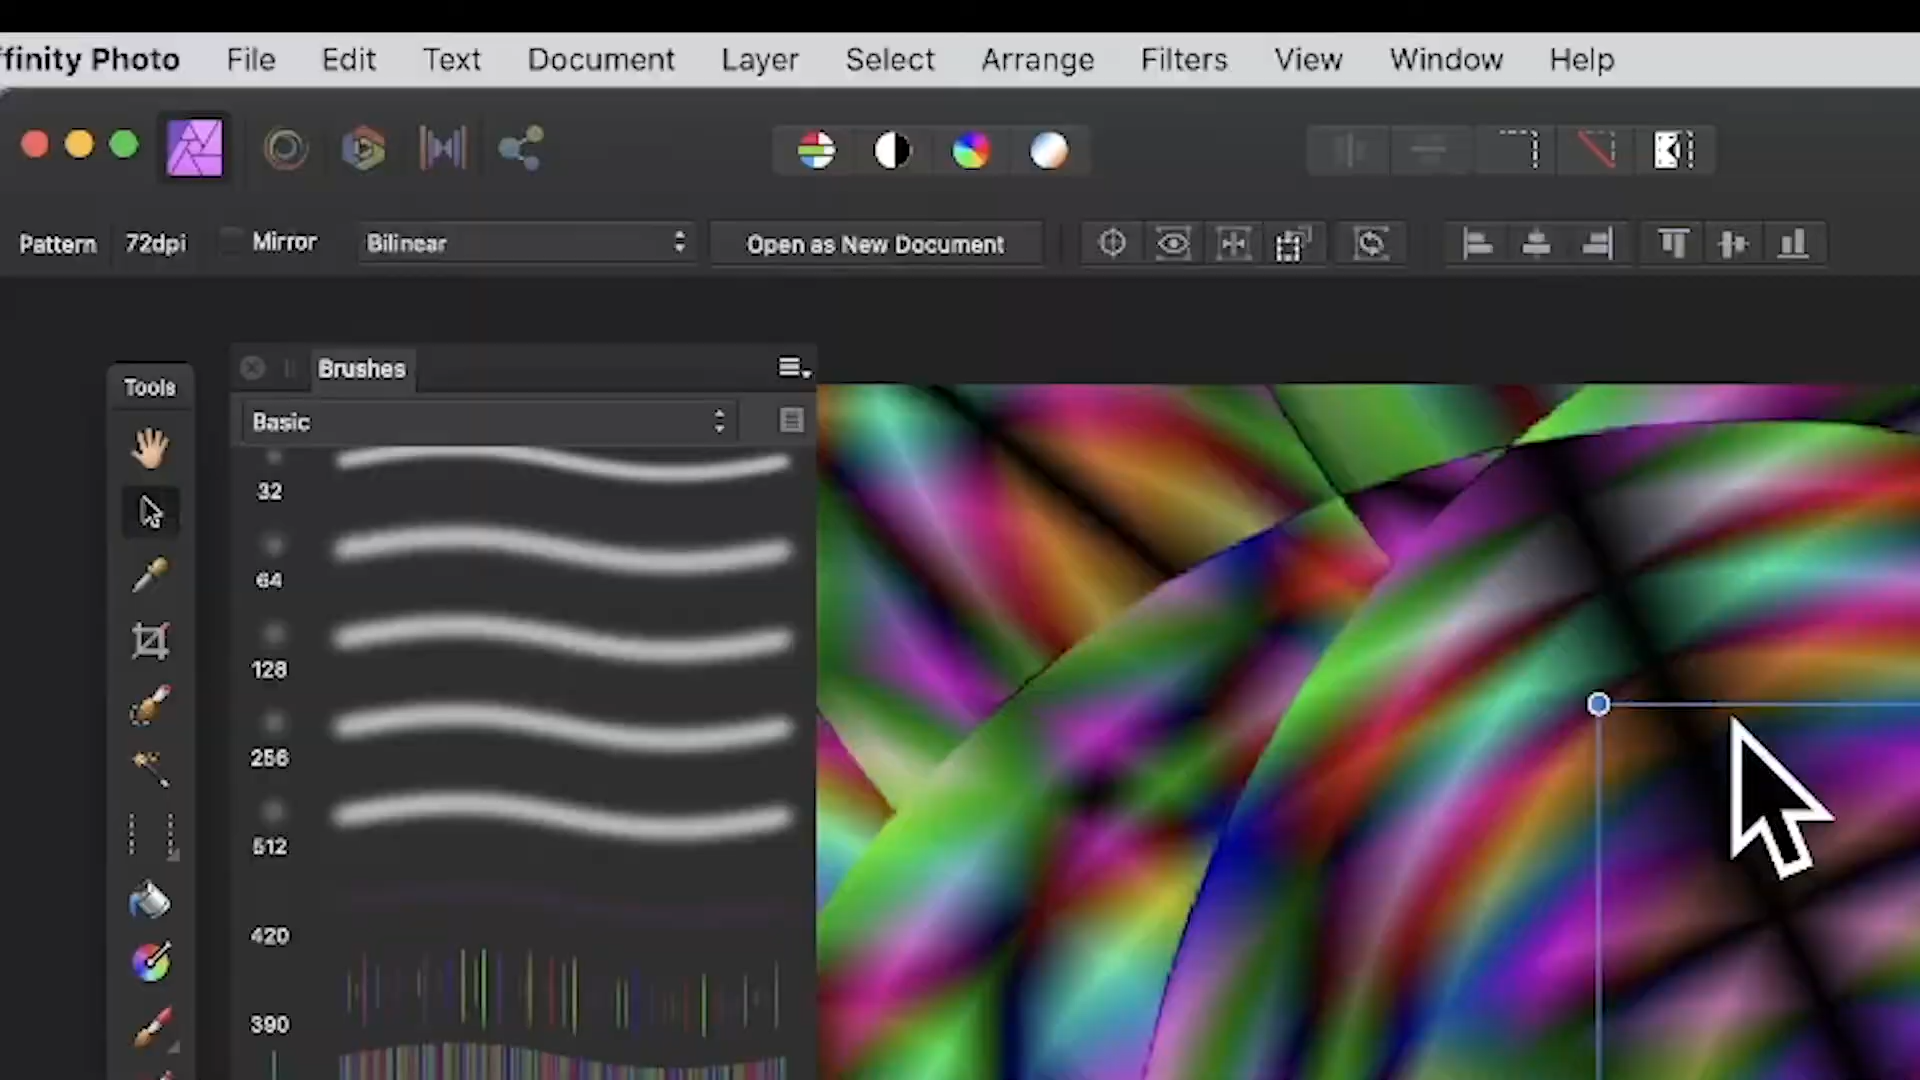 ffinity Photo File Edit Text Document Layer Select Arrange Filters View Window Help
Pattern 72dpi Mirror Bilinear Open as New Document
Tools
Brushes
Basic
32
64
128
256
512
420
390